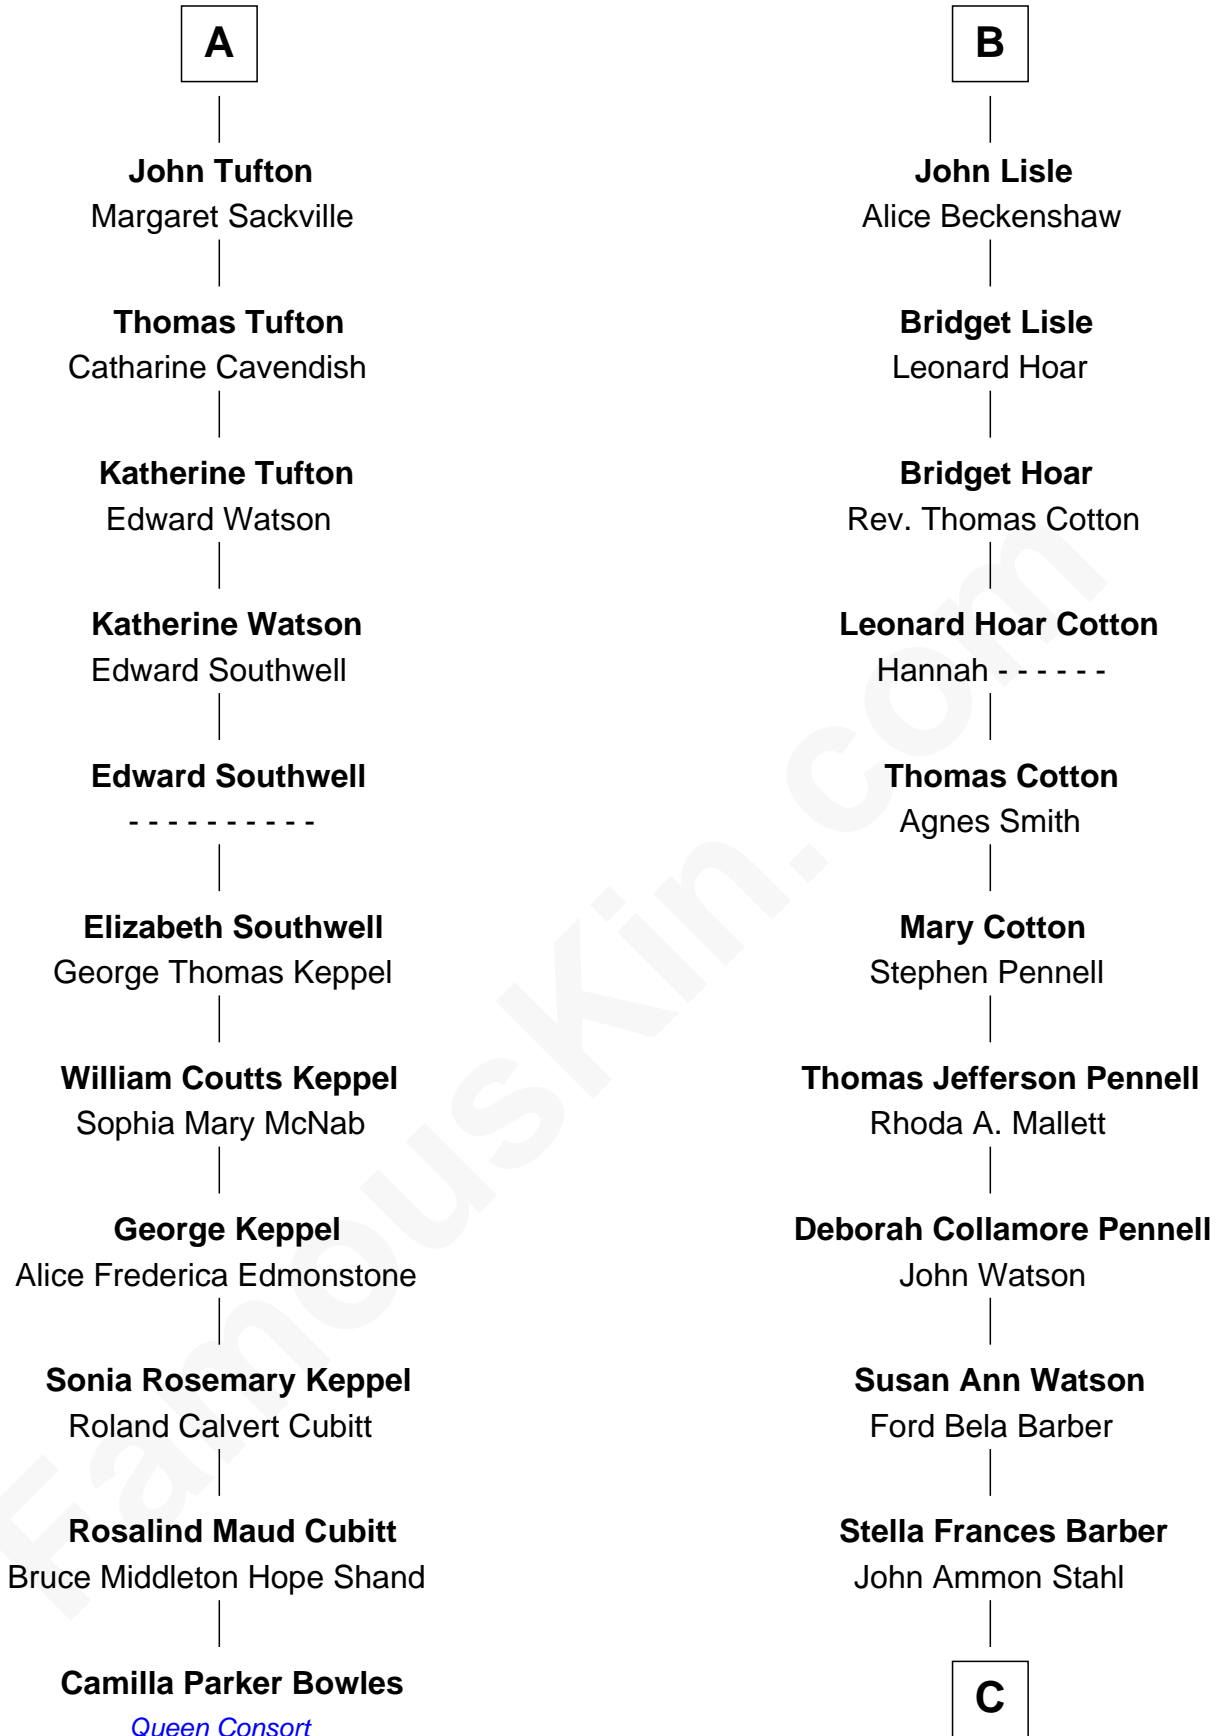 A
John Tufton
Margaret Sackville
Thomas Tufton
Catharine Cavendish
Katherine Tufton
Edward Watson
Katherine Watson
Edward Southwell
Edward Southwell
- - - - - - - - - -
Elizabeth Southwell
George Thomas Keppel
William Coutts Keppel
Sophia Mary McNab
George Keppel
Alice Frederica Edmonstone
Sonia Rosemary Keppel
Roland Calvert Cubitt
Rosalind Maud Cubitt
Bruce Middleton Hope Shand
Camilla Parker Bowles
Queen Consort
B
John Lisle
Alice Beckenshaw
Bridget Lisle
Leonard Hoar
Bridget Hoar
Rev. Thomas Cotton
Leonard Hoar Cotton
Hannah - - - - - -
Thomas Cotton
Agnes Smith
Mary Cotton
Stephen Pennell
Thomas Jefferson Pennell
Rhoda A. Mallett
Deborah Collamore Pennell
John Watson
Susan Ann Watson
Ford Bela Barber
Stella Frances Barber
John Ammon Stahl
C
FamousKin.com